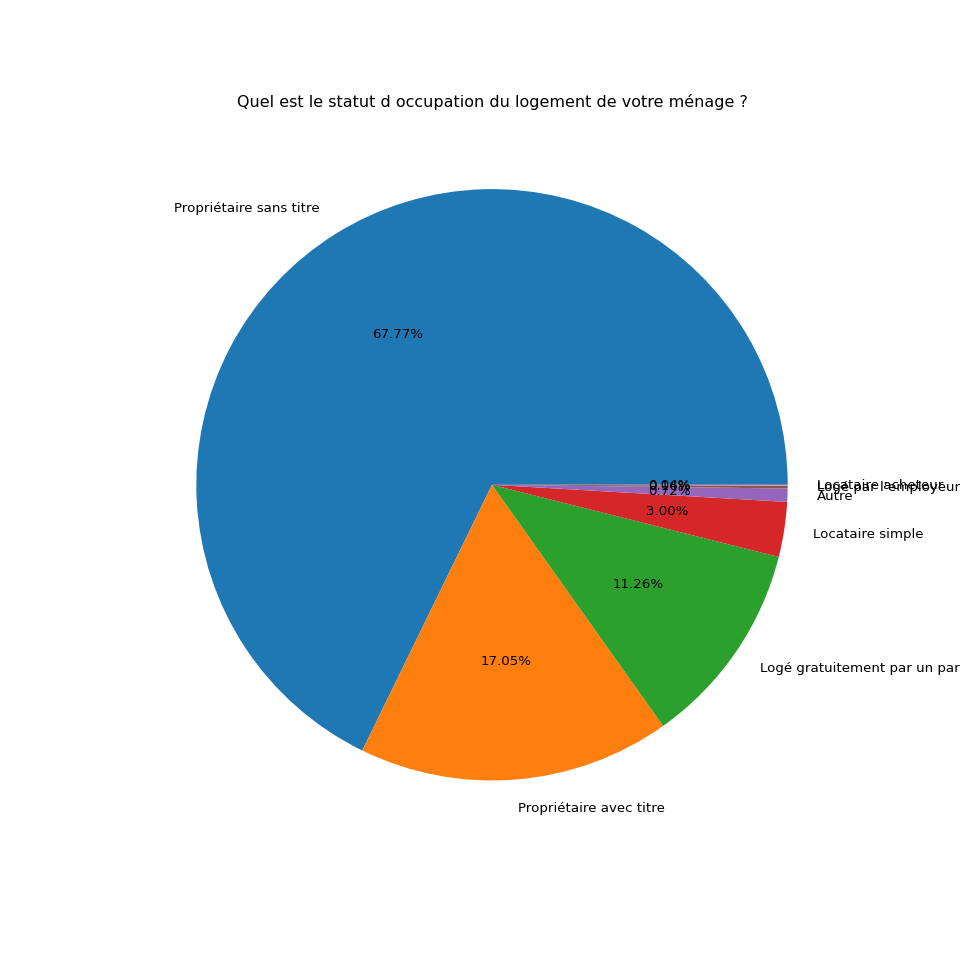 Quel est le statut d occupation du logement de votre ménage ?
Propriétaire sans titre
67.77%
Locataire acheteur
Logé par l employeur
0.72%
Autre
3.00%
Locataire simple
11.26%
Logé gratuitement par un par
17.05%
Propriétaire avec titre